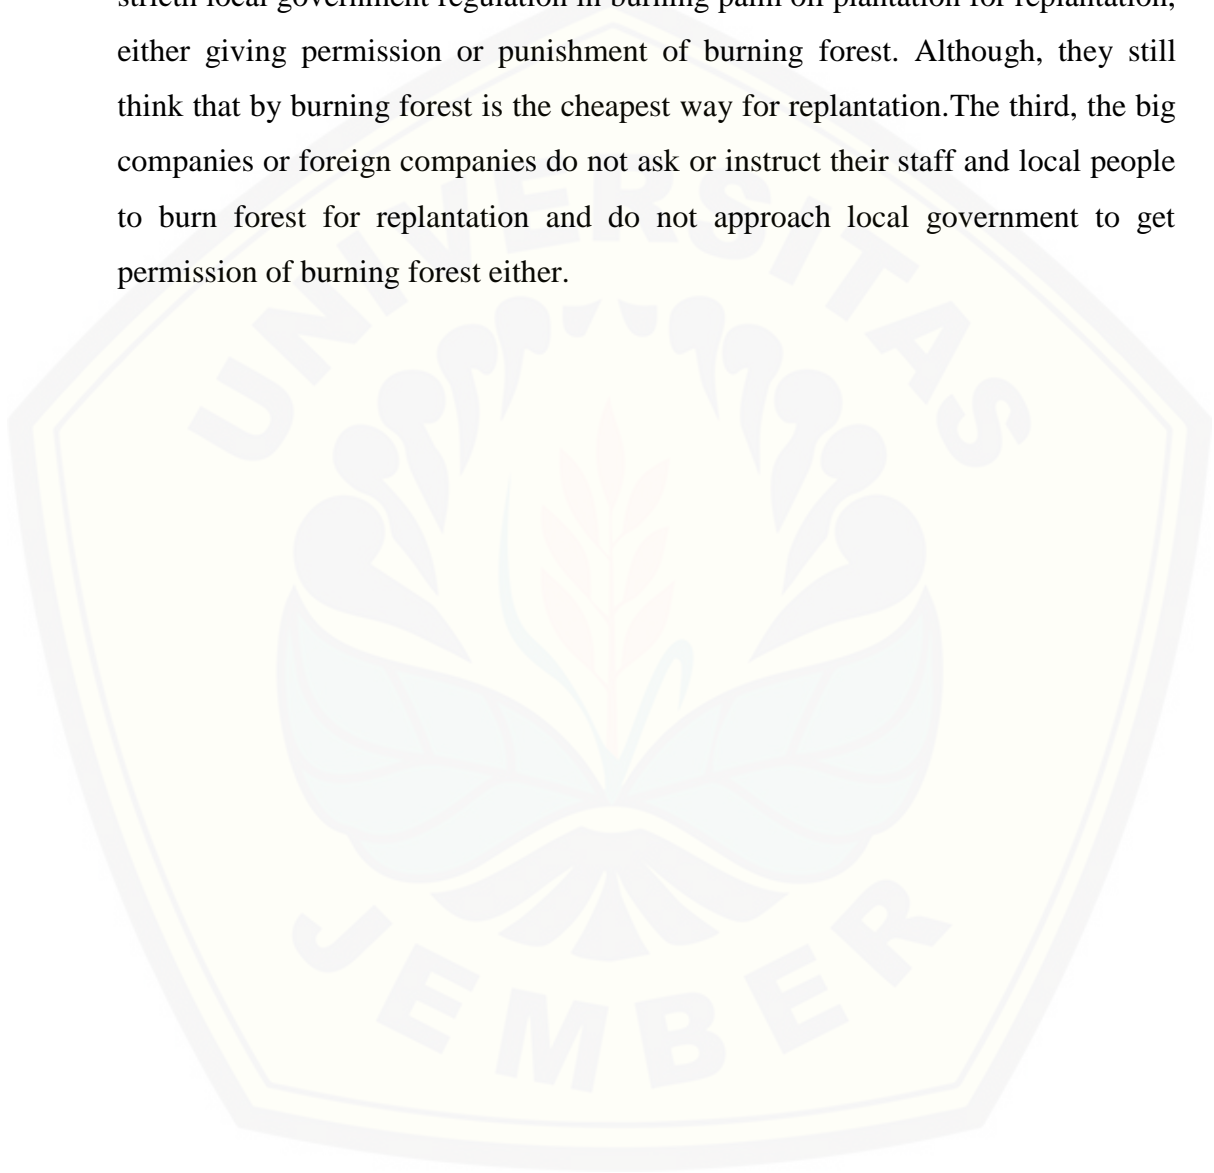 local government regulation in burning palm oil plantation for replantation,
either giving permission or punishment of burning forest. Although, they still
think that by burning forest is the cheapest way for replantation.The third, the big
companies or foreign companies do not ask or instruct their staff and local people
to burn forest for replantation and do not approach local government to get
permission of burning forest either.
UNIVERSITAS
JEMBER